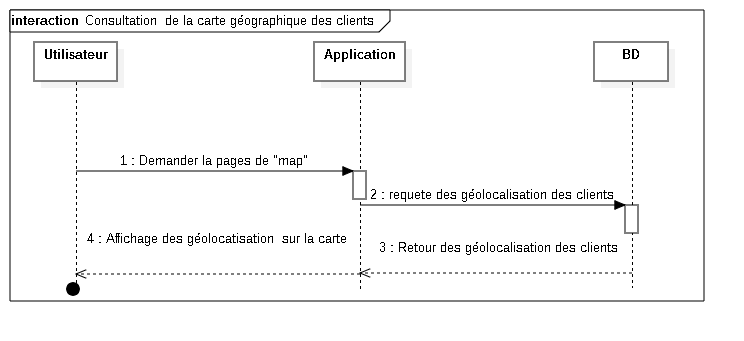 interaction Consultation de la carte géographique des clients
Utilisateur
Application
BD
1 : Demander la pages de "map"
2 : requete des géolocalisation des clients
4 : Affichage des géolocatisation sur la carte
3 : Retour des géolocalisation des clients